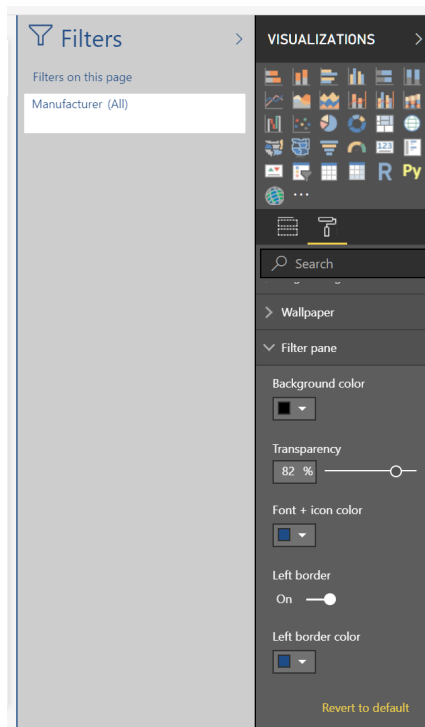 Filters
Filters on this page
Manufacturer (All)
VISUALIZATIONS
123
R Py
Search
Wallpaper
Filter pane
Background color
Transparency
82 %
Font + icon color
Left border
On
Left border color
Revert to default